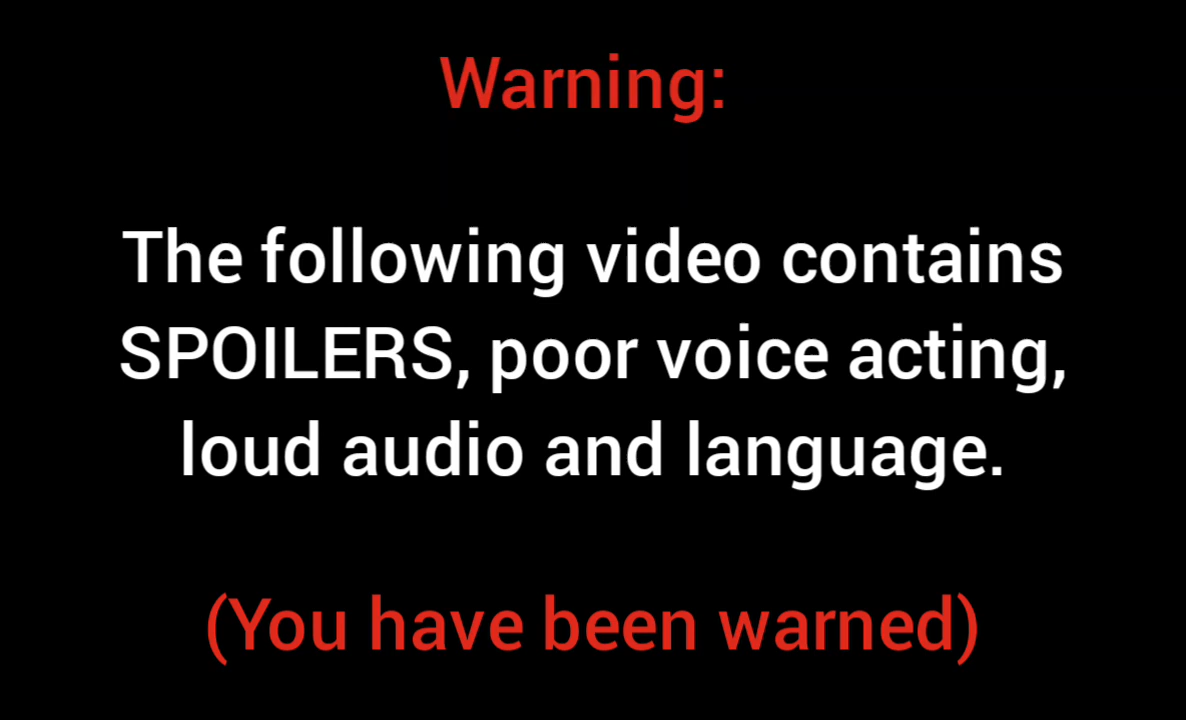 Warning:
The following video contains
SPOILERS, poor voice acting,
loud audio and language.
(You have been warned)